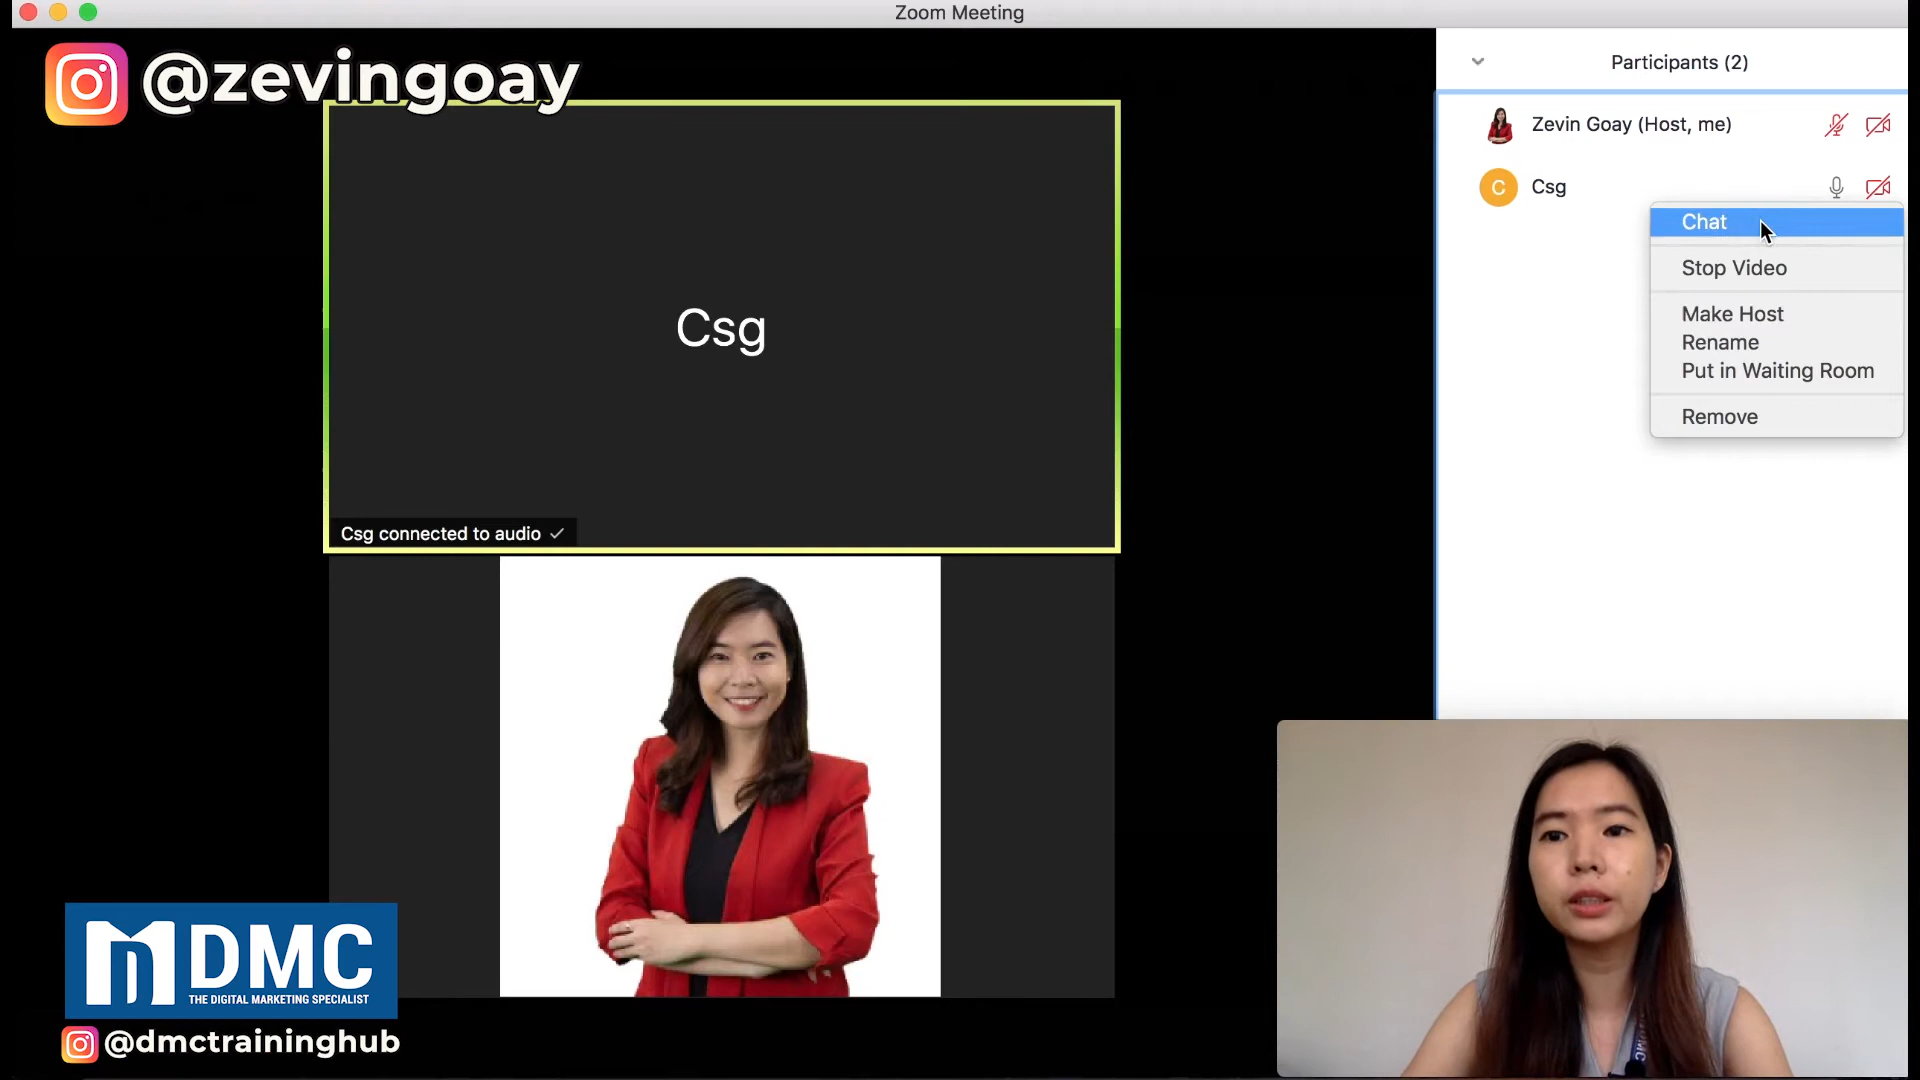 Zoom Meeting
@zevingoay
Participants (2)
Zevin Goay (Host, me)
C
Csg
Chat
Stop Video
Make Host
Rename
Put in Waiting Room
Remove
Csg
Csg connected to audio
DMC
THE DIGITAL MARKETING SPECIALIST
@dmctraininghub
DMC